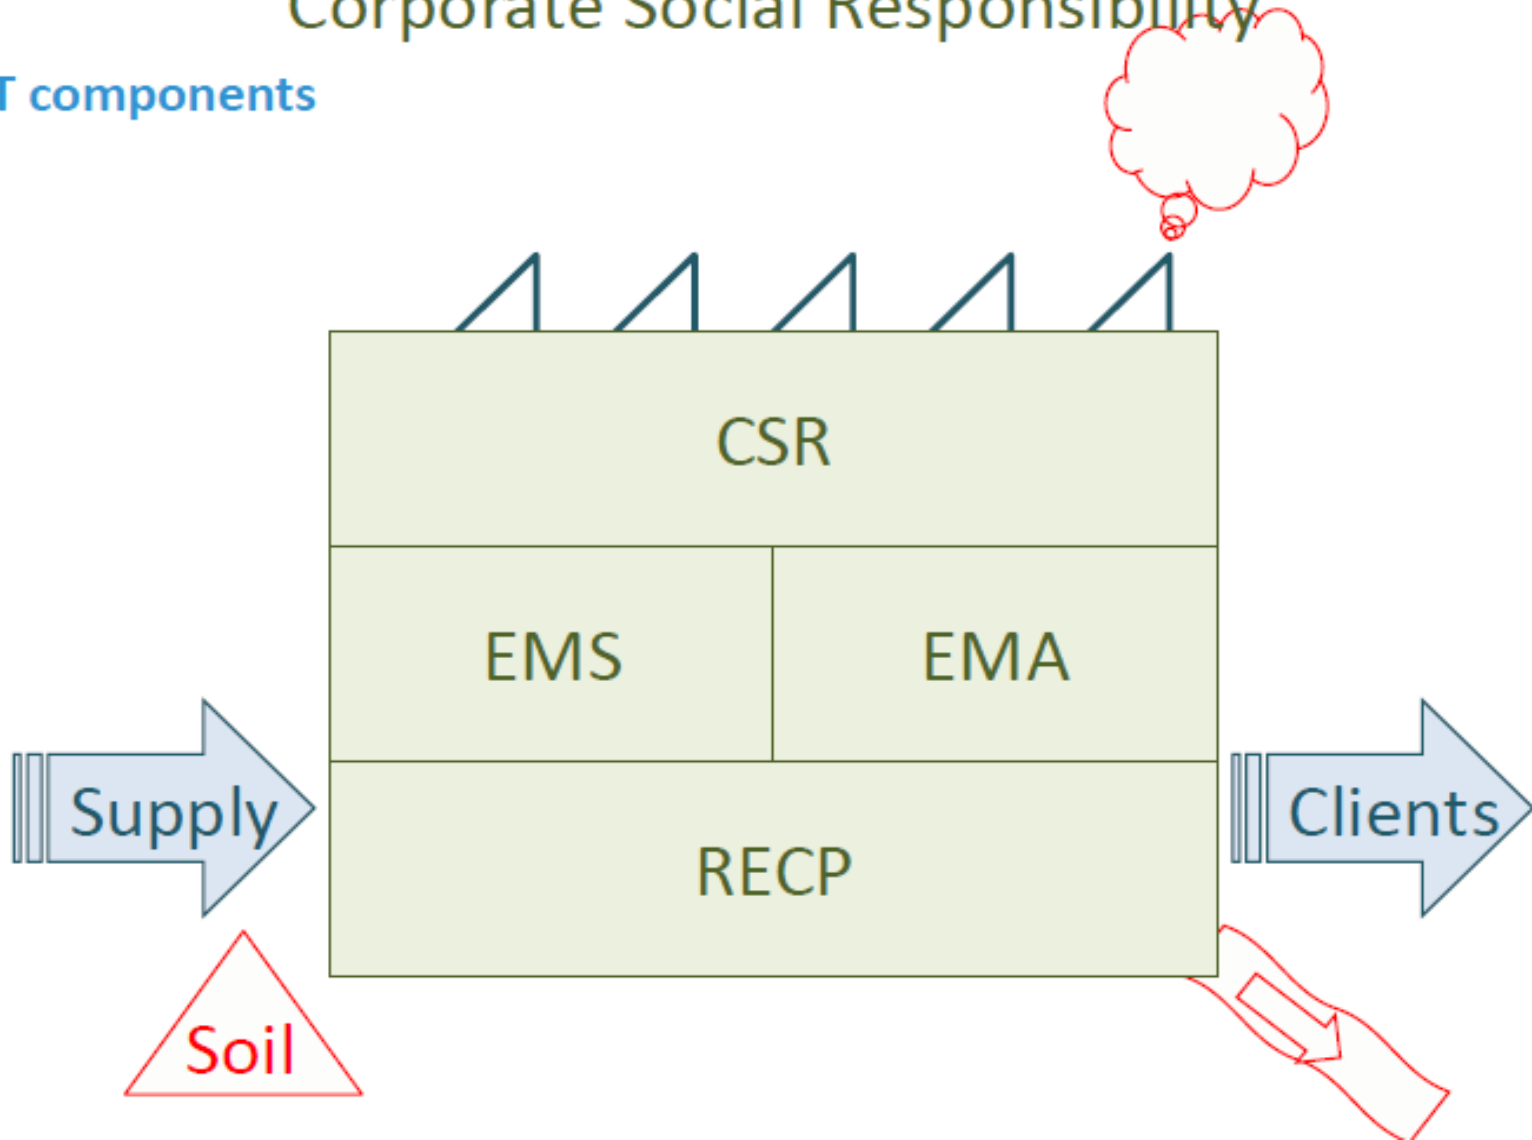 Corporate Social Responsibility
T components
CSR
EMS
EMA
Supply
Clients
RECP
Soil